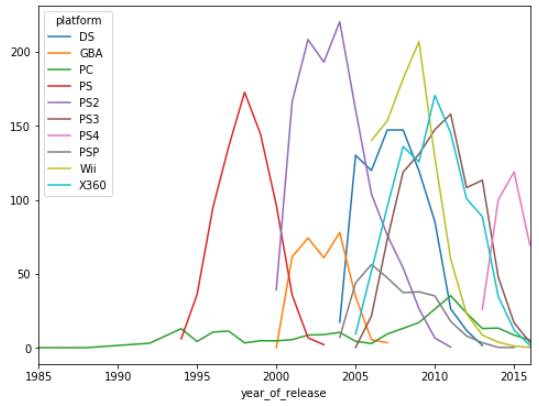 platform
DS
GBA
PC
PS
PS2
PS3
PS4
PSP
Wii
X360
200
150
100
50
0
1985 1990 1995 2000 2005 2010 2015
year_of_release